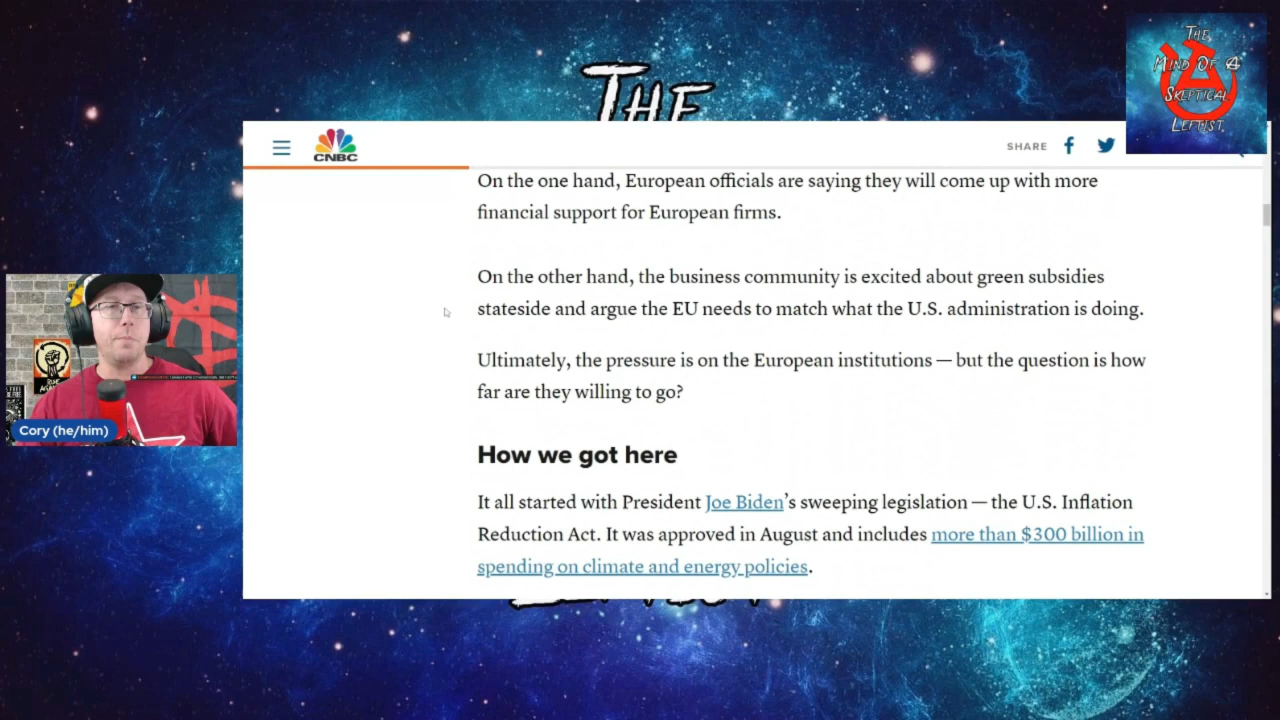 THE
MIND OF A
SKEPTICAL
LEFTIST
THE
CNBC
SHARE
On the one hand, European officials are saying they will come up with more
financial support for European firms.
On the other hand, the business community is excited about green subsidies
stateside and argue the EU needs to match what the U.S. administration is doing.
Ultimately, the pressure is on the European institutions — but the question is how
far are they willing to go?
How we got here
It all started with President Joe Biden's sweeping legislation — the U.S. Inflation
Reduction Act. It was approved in August and includes more than $300 billion in
spending on climate and energy policies.
Cory (he/him)